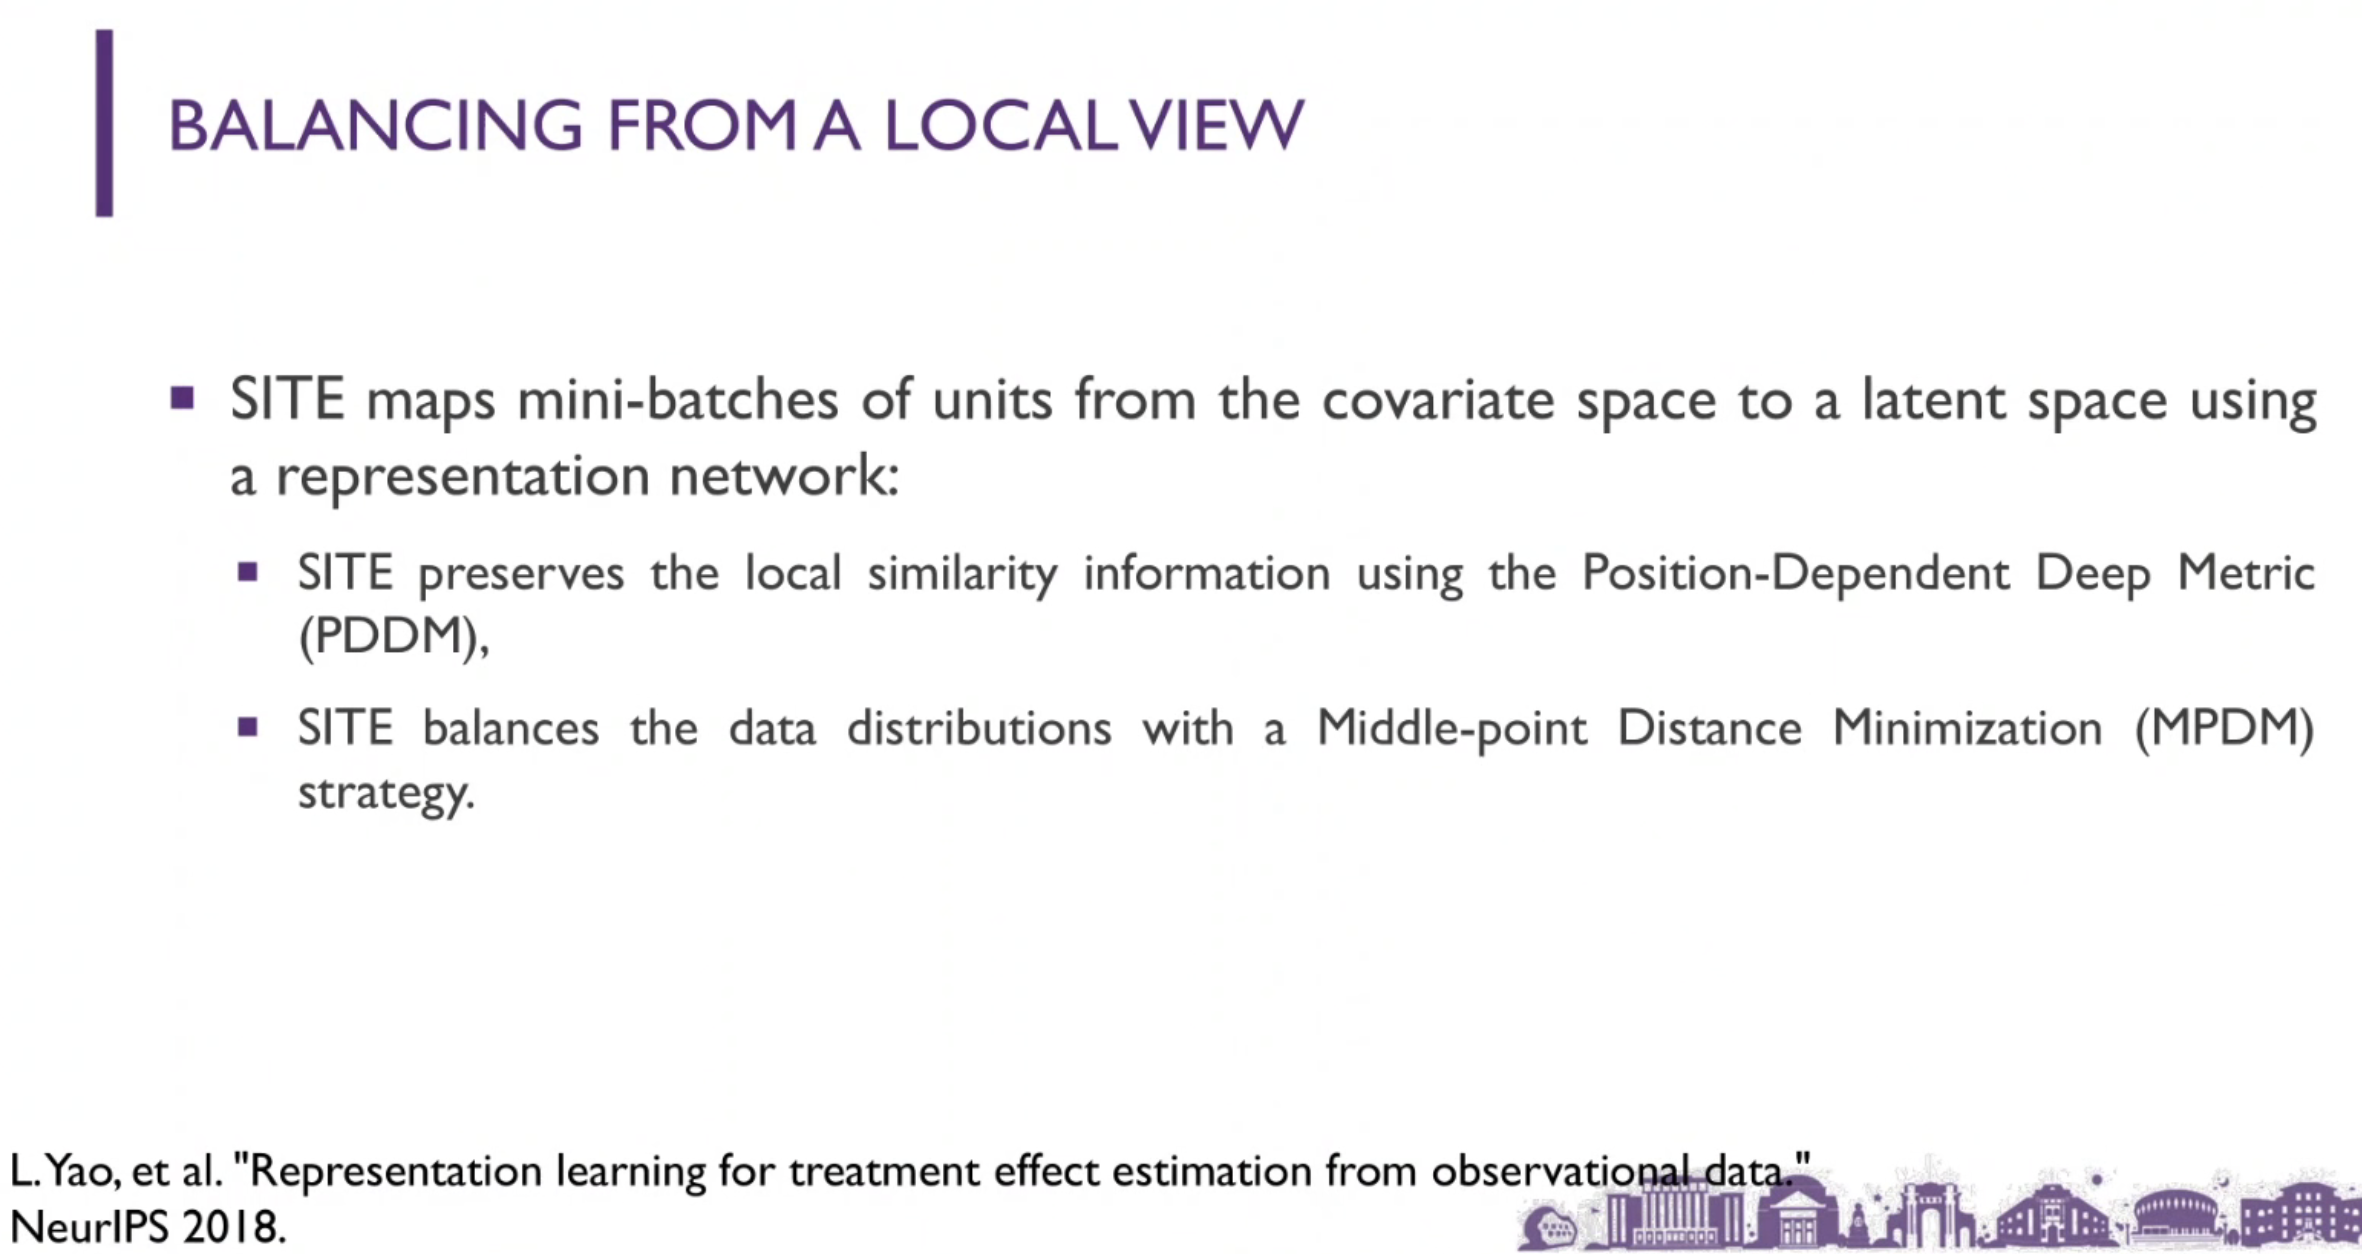 BALANCING FROM A LOCAL VIEW
SITE maps mini-batches of units from the covariate space to a latent space using
a representation network:
SITE preserves the local similarity information using the Position-Dependent Deep Metric
(PDDM),
SITE balances the data distributions with a Middle-point Distance Minimization (MPDM)
strategy.
L. Yao, et al. "Representation learning for treatment effect estimation from observational data."
NeurIPS 2018.